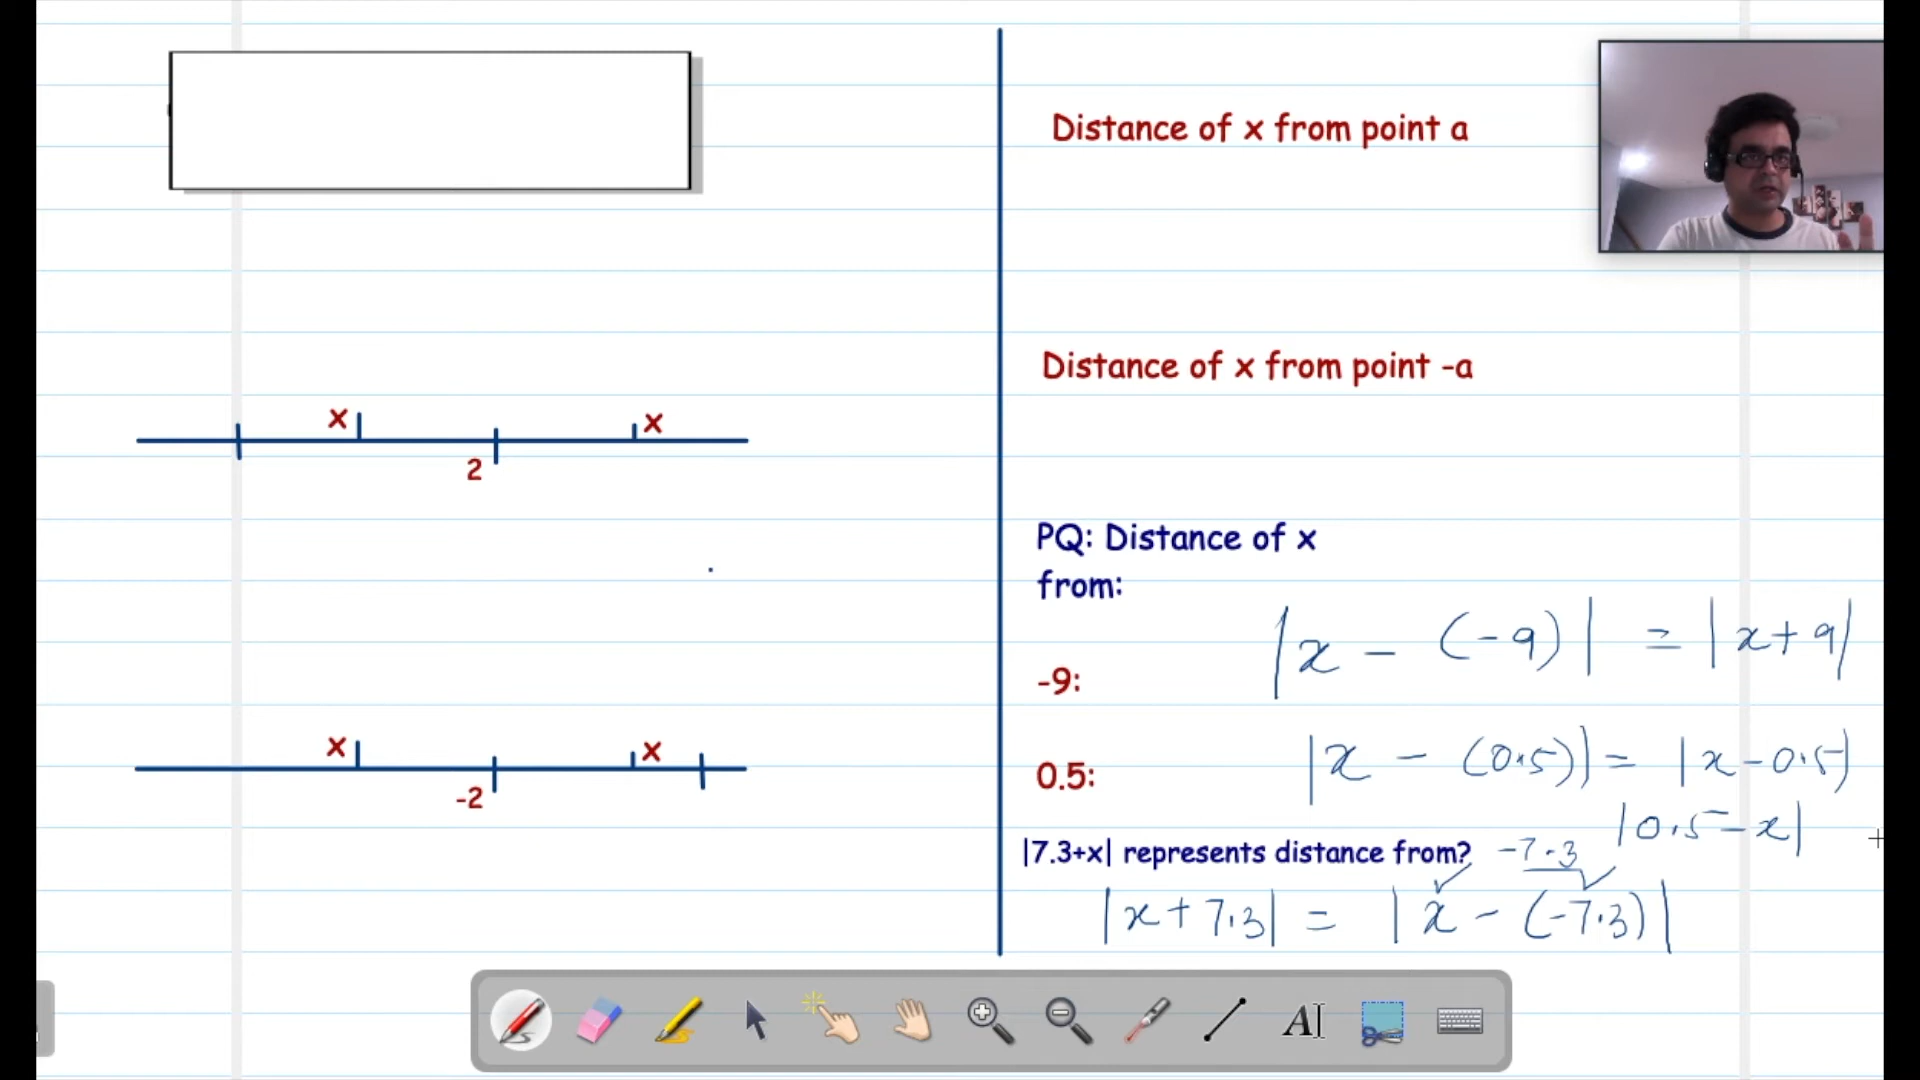 x
x
2
x
x
-2
Distance of x from point a
Distance of x from point -a
PQ: Distance of x
from:
-9: |x - (-9)| = |x+9|
0.5: |x - (0.5)| = |x-0.5|
|0.5-x|
|7.3+x| represents distance from? -7.3
|x+7.3| = |x - (-7.3)|
AI